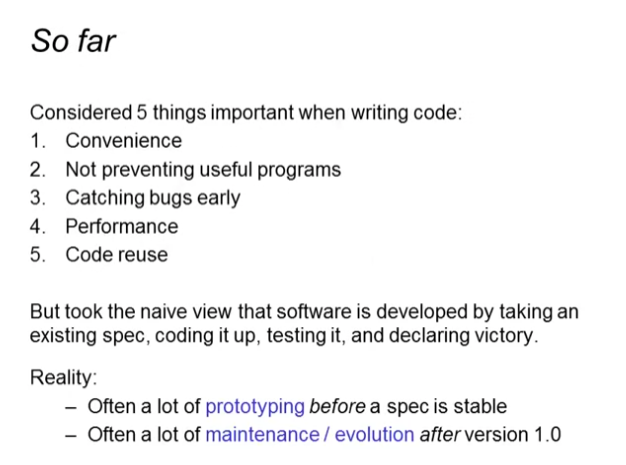 So far
Considered 5 things important when writing code:
1. Convenience
2. Not preventing useful programs
3. Catching bugs early
4. Performance
5. Code reuse
But took the naive view that software is developed by taking an
existing spec, coding it up, testing it, and declaring victory.
Reality:
– Often a lot of prototyping before a spec is stable
– Often a lot of maintenance / evolution after version 1.0